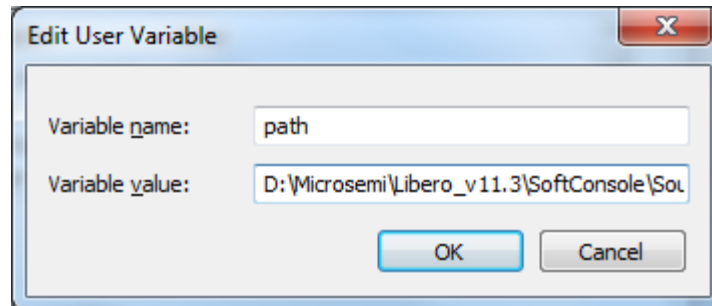 Edit User Variable
Variable name: path
Variable value: D:\Microsemi\Libero_v11.3\SoftConsole\Sou
OK Cancel